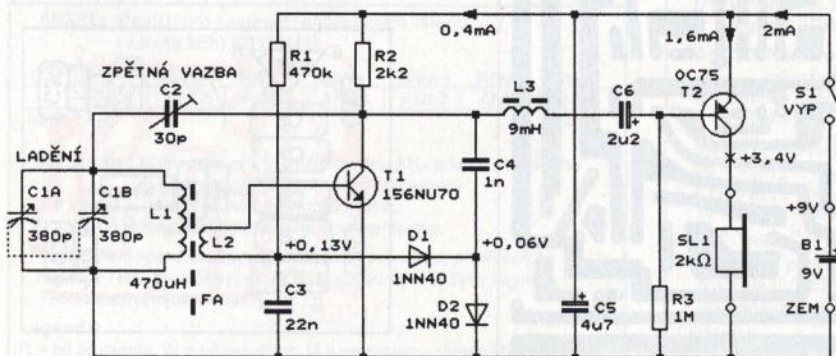 0,4mA
1,6mA
2mA
R1
470k
R2
2k2
ZPĚTNÁ VAZBA
C2
30p
L3
9mH
C6
2u2
OC75
T2
S1
VYP
LADĚNÍ
C1A
380p
C1B
380p
L1
L2
470uH
FA
T1
156NU70
C4
1n
+3,4V
+9V
+0,13V
D1
1NN40
+0,06V
SL1
2kΩ
B1
9V
C3
22n
D2
1NN40
C5
4u7
R3
1M
ZEM